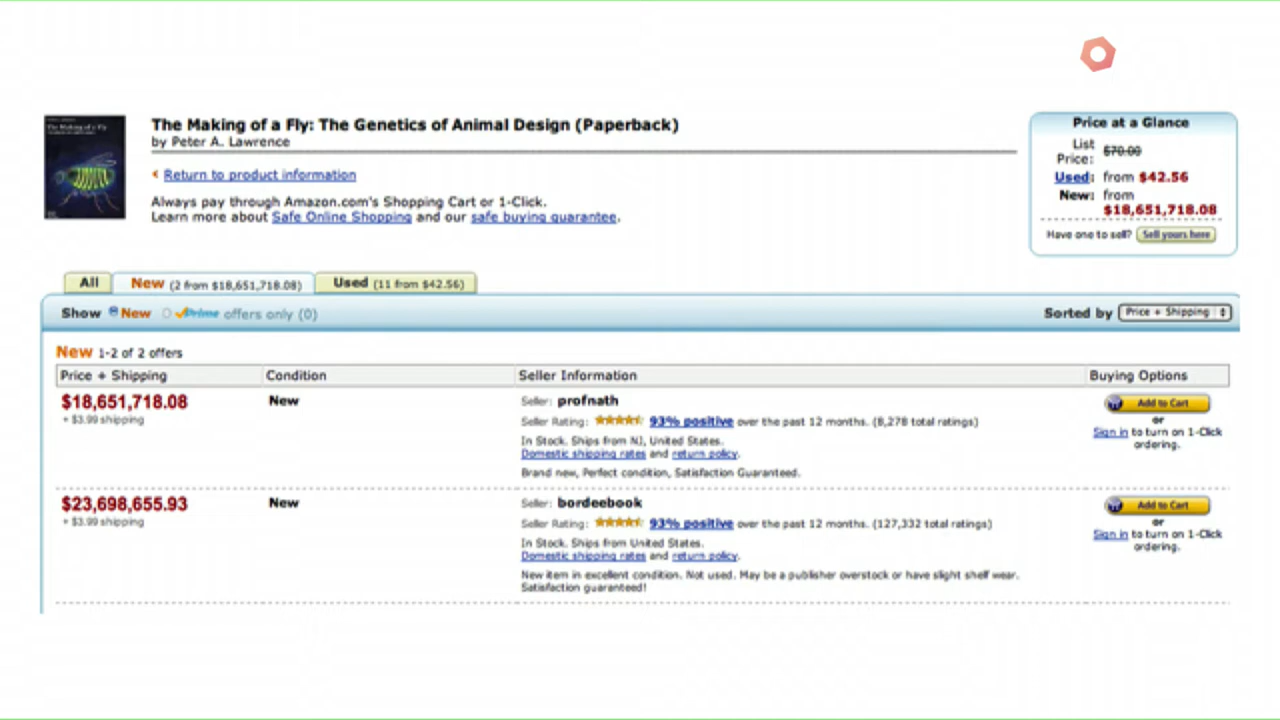 The Making of a Fly: The Genetics of Animal Design (Paperback)
by Peter A. Lawrence
Return to product information
Always pay through Amazon.com's Shopping Cart or 1-Click.
Learn more about Safe Online Shopping and our safe buying guarantee.
Price at a Glance
List Price: $70.00
Used: from $42.56
New: from $18,651,718.08
Have one to sell? Sell yours here
All New (2 from $18,651,718.08) Used (11 from $42.56)
Show New Prime offers only (0) Sorted by Price + Shipping
New 1-2 of 2 offers
Price + Shipping Condition Seller Information Buying Options
$18,651,718.08 New Seller: profnath Add to Cart
+ $3.99 shipping Seller Rating: 93% positive over the past 12 months. (8,278 total ratings) or
Sign in to turn on 1-Click ordering.
In Stock. Ships from NJ, United States.
Domestic shipping rates and return policy.
Brand new, Perfect condition, Satisfaction Guaranteed.
$23,698,655.93 New Seller: bordeebook Add to Cart
+ $3.99 shipping Seller Rating: 93% positive over the past 12 months. (127,332 total ratings) or
Sign in to turn on 1-Click ordering.
In Stock. Ships from United States.
Domestic shipping rates and return policy.
New item in excellent condition. Not used. May be a publisher overstock or have slight shelf wear.
Satisfaction guaranteed!